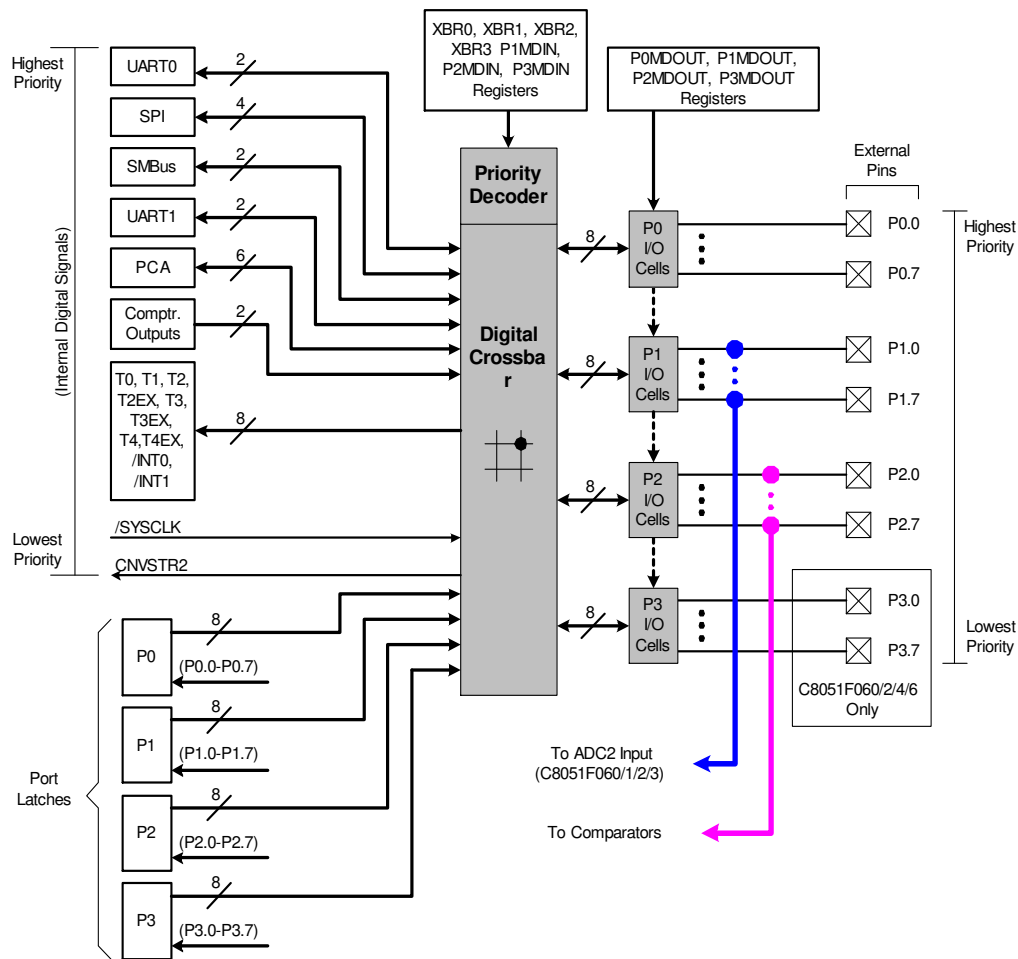 XBR0, XBR1, XBR2,
XBR3 P1MDIN,
P2MDIN, P3MDIN
Registers
P0MDOUT, P1MDOUT,
P2MDOUT, P3MDOUT
Registers
Highest
Priority
(Internal Digital Signals)
Lowest
Priority
UART0
2
SPI
4
SMBus
2
UART1
2
PCA
6
Comptr.
Outputs
2
T0, T1, T2,
T2EX, T3,
T3EX,
T4,T4EX,
/INT0,
/INT1
8
/SYSCLK
CNVSTR2
Priority
Decoder
Digital
Crossba
r
8
P0
I/O
Cells
8
P1
I/O
Cells
8
P2
I/O
Cells
8
P3
I/O
Cells
External
Pins
P0.0
P0.7
P1.0
P1.7
P2.0
P2.7
P3.0
P3.7
C8051F060/2/4/6
Only
Highest
Priority
Lowest
Priority
To ADC2 Input
(C8051F060/1/2/3)
To Comparators
Port
Latches
P0
8
(P0.0-P0.7)
P1
8
(P1.0-P1.7)
P2
8
(P2.0-P2.7)
P3
8
(P3.0-P3.7)